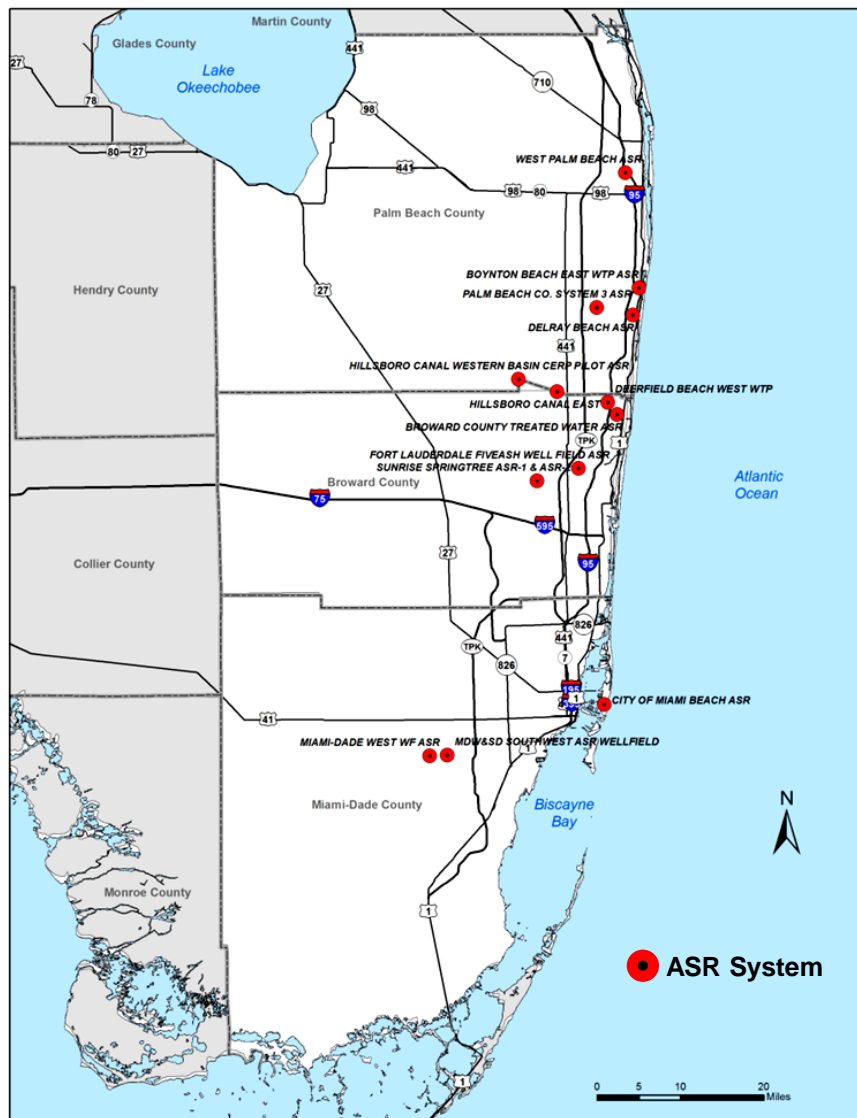 Martin County
Glades County
441
27
Lake
Okeechobee
710
78
98
80
27
441
WEST PALM BEACH ASR
98
80
98
95
Palm Beach County
BOYNTON BEACH EAST WTP ASR
Hendry County
27
PALM BEACH CO. SYSTEM 3 ASR
DELRAY BEACH ASR
441
HILLSBORO CANAL WESTERN BASIN CERP PILOT ASR
DEERFIELD BEACH WEST WTP
HILLSBORO CANAL EAST
BROWARD COUNTY TREATED WATER ASR
TPK
1
FORT LAUDERDALE FIVEASH WELL FIELD ASR
SUNRISE SPRINGTREE ASR-1 & ASR-2
Broward County
Atlantic
Ocean
75
595
27
95
Collier County
826
441
TPK
7
826
195
1
CITY OF MIAMI BEACH ASR
41
MIAMI-DADE WEST WF ASR
MDW&SD SOUTHWEST ASR WELLFIELD
1
Miami-Dade County
Biscayne
Bay
N
Monroe County
1
ASR System
1
0 5 10 20
Miles